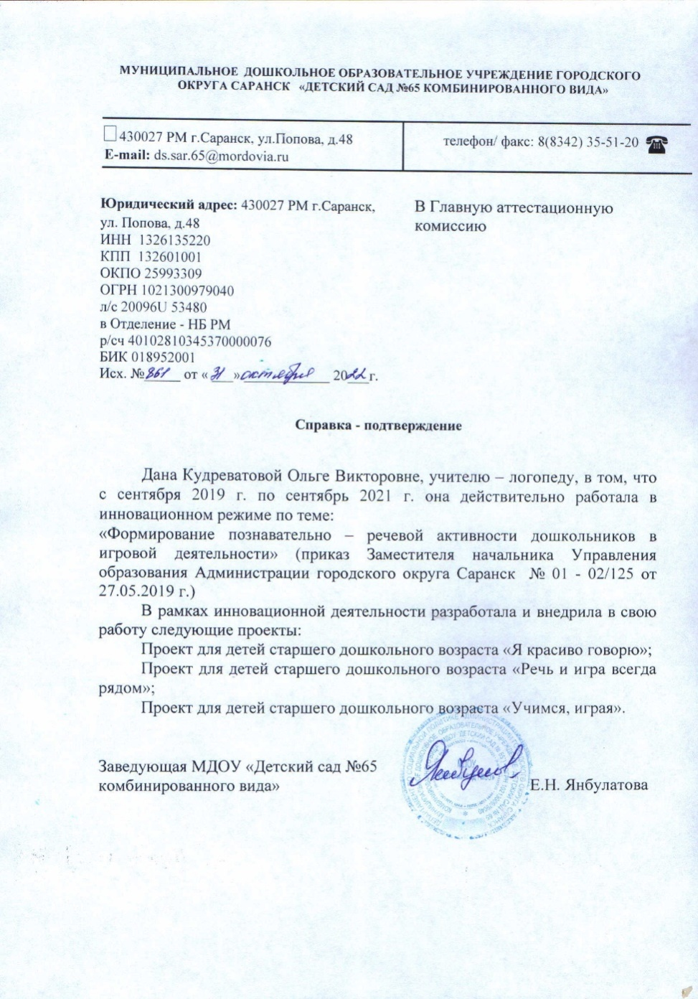 МУНИЦИПАЛЬНОЕ ДОШКОЛЬНОЕ ОБРАЗОВАТЕЛЬНОЕ УЧРЕЖДЕНИЕ ГОРОДСКОГО
ОКРУГА САРАНСК «ДЕТСКИЙ САД №65 КОМБИНИРОВАННОГО ВИДА»
430027 РМ г.Саранск, ул.Попова, д.48
E-mail: ds.sar.65@mordovia.ru
телефон/ факс: 8(8342) 35-51-20
Юридический адрес: 430027 РМ г.Саранск,
ул. Попова, д.48
ИНН 1326135220
КПП 132601001
ОКПО 25993309
ОГРН 1021300979040
л/с 20096U 53480
в Отделение - НБ РМ
р/сч 40102810345370000076
БИК 018952001
Исх. №861 от «31» октября 2022 г.
В Главную аттестационную
комиссию
Справка - подтверждение
Дана Кудреватовой Ольге Викторовне, учителю – логопеду, в том, что
с сентября 2019 г. по сентябрь 2021 г. она действительно работала в
инновационном режиме по теме:
«Формирование познавательно – речевой активности дошкольников в
игровой деятельности» (приказ Заместителя начальника Управления
образования Администрации городского округа Саранск № 01 - 02/125 от
27.05.2019 г.)
В рамках инновационной деятельности разработала и внедрила в свою
работу следующие проекты:
Проект для детей старшего дошкольного возраста «Я красиво говорю»;
Проект для детей старшего дошкольного возраста «Речь и игра всегда
рядом»;
Проект для детей старшего дошкольного возраста «Учимся, играя».
Заведующая МДОУ «Детский сад №65
комбинированного вида»
Е.Н. Янбулатова